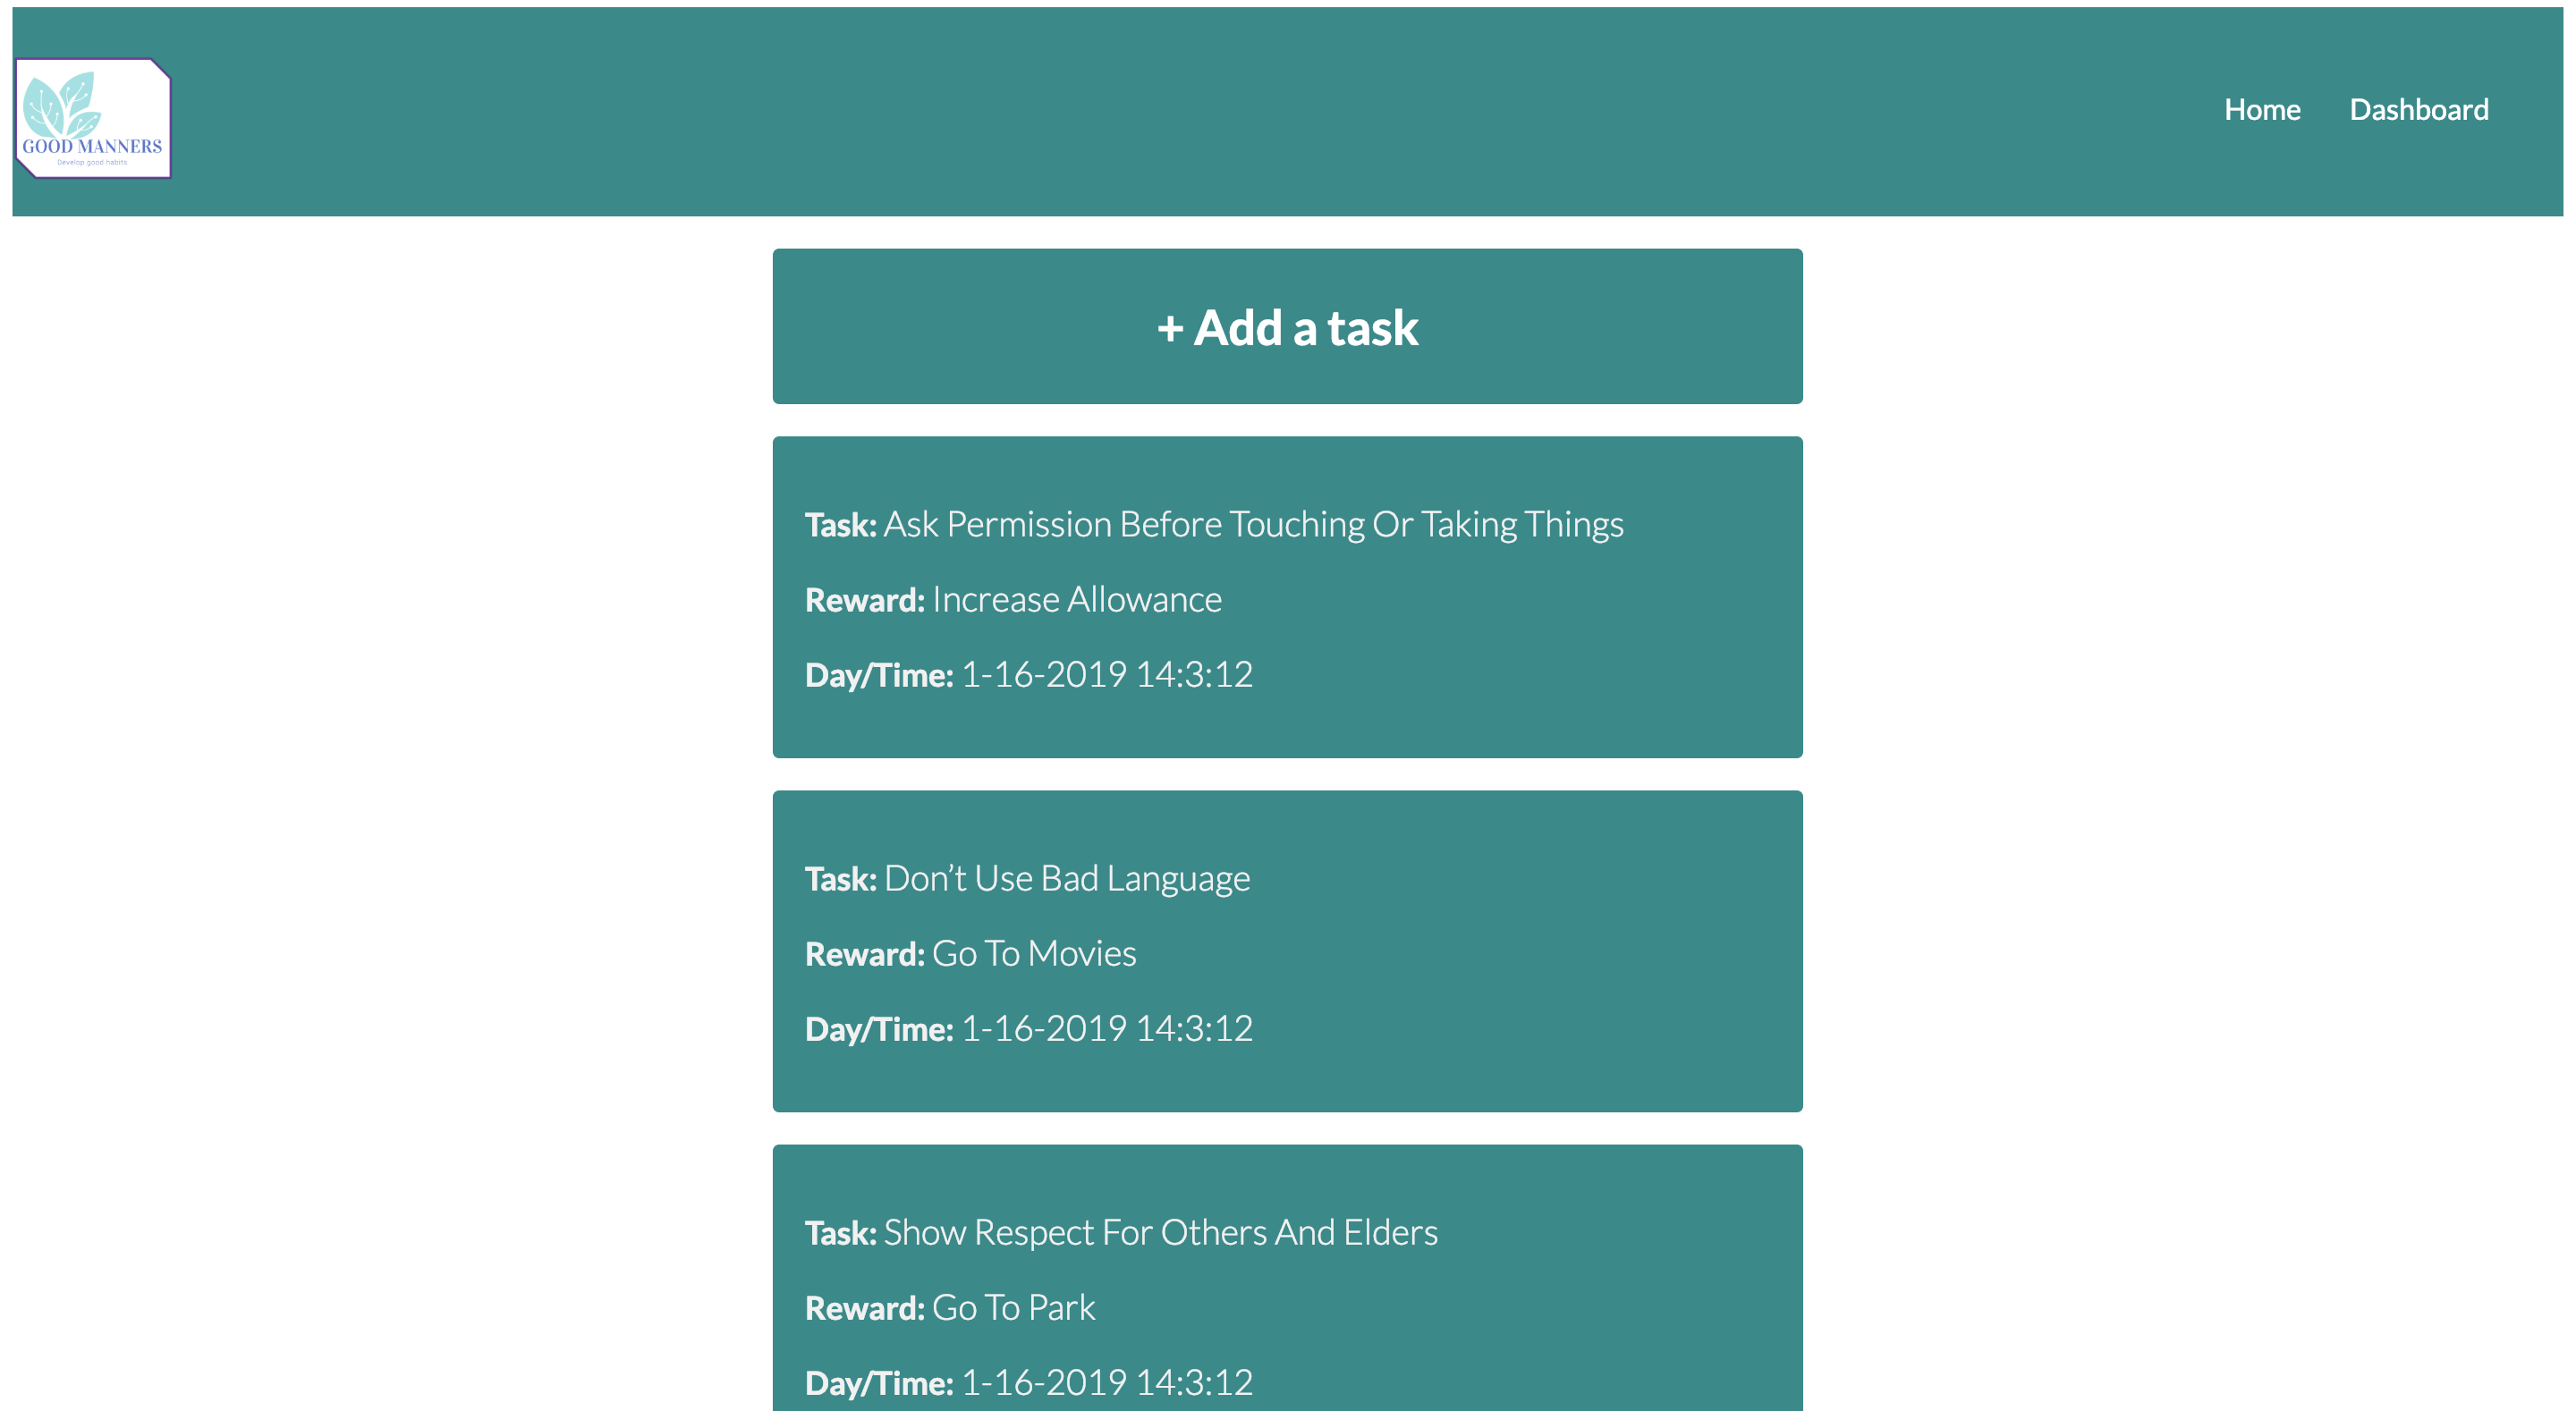 GOOD MANNERS
Develop good habits
Home Dashboard
+ Add a task
Task: Ask Permission Before Touching Or Taking Things
Reward: Increase Allowance
Day/Time: 1-16-2019 14:3:12
Task: Don’t Use Bad Language
Reward: Go To Movies
Day/Time: 1-16-2019 14:3:12
Task: Show Respect For Others And Elders
Reward: Go To Park
Day/Time: 1-16-2019 14:3:12